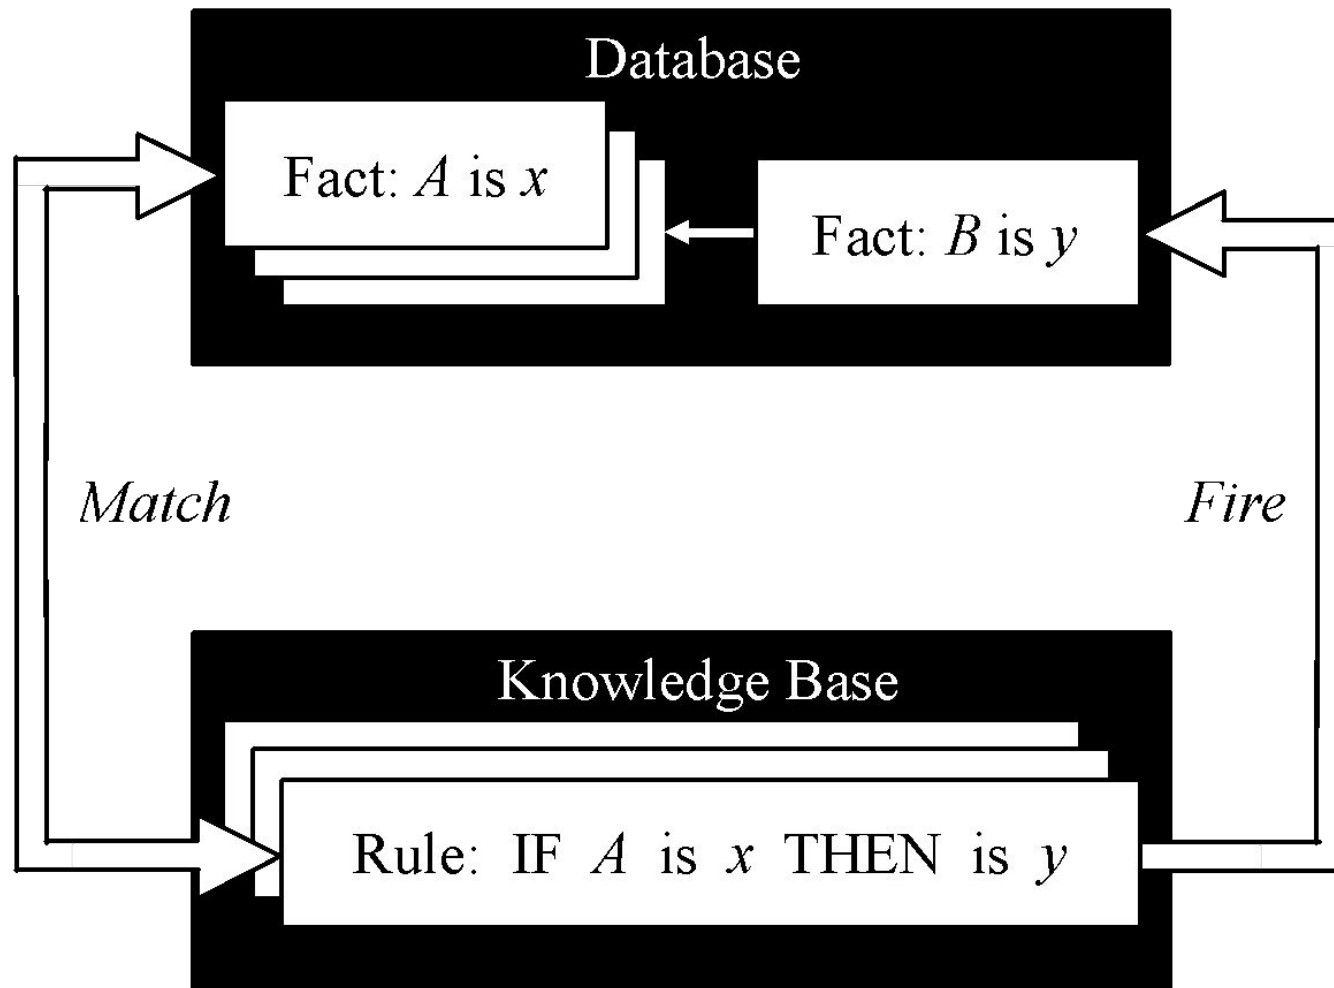 Database
Fact: A is x
Fact: B is y
Match
Fire
Knowledge Base
Rule: IF A is x THEN is y